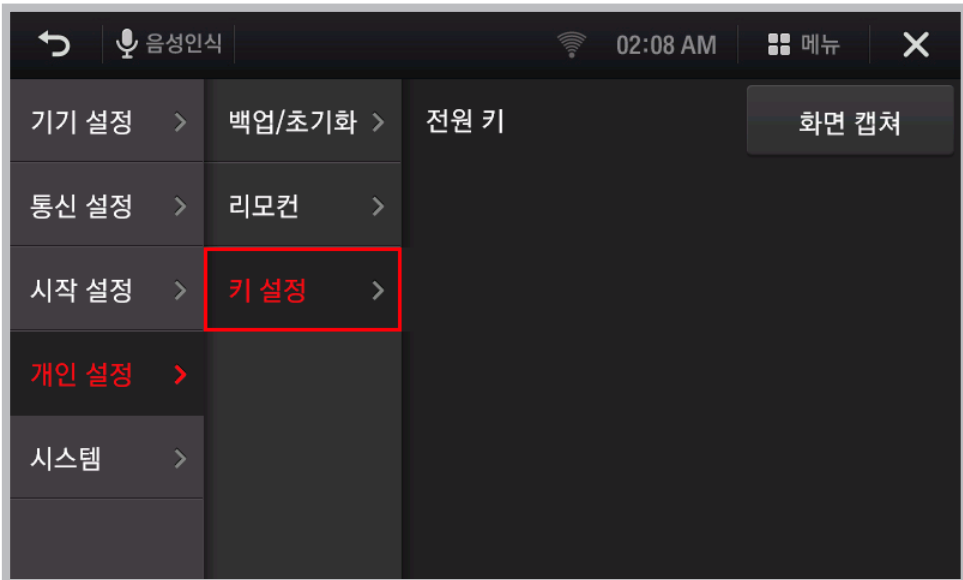 음성인식
02:08 AM
메뉴
기기 설정
백업/초기화
전원 키
화면 캡쳐
통신 설정
리모컨
시작 설정
키 설정
개인 설정
시스템